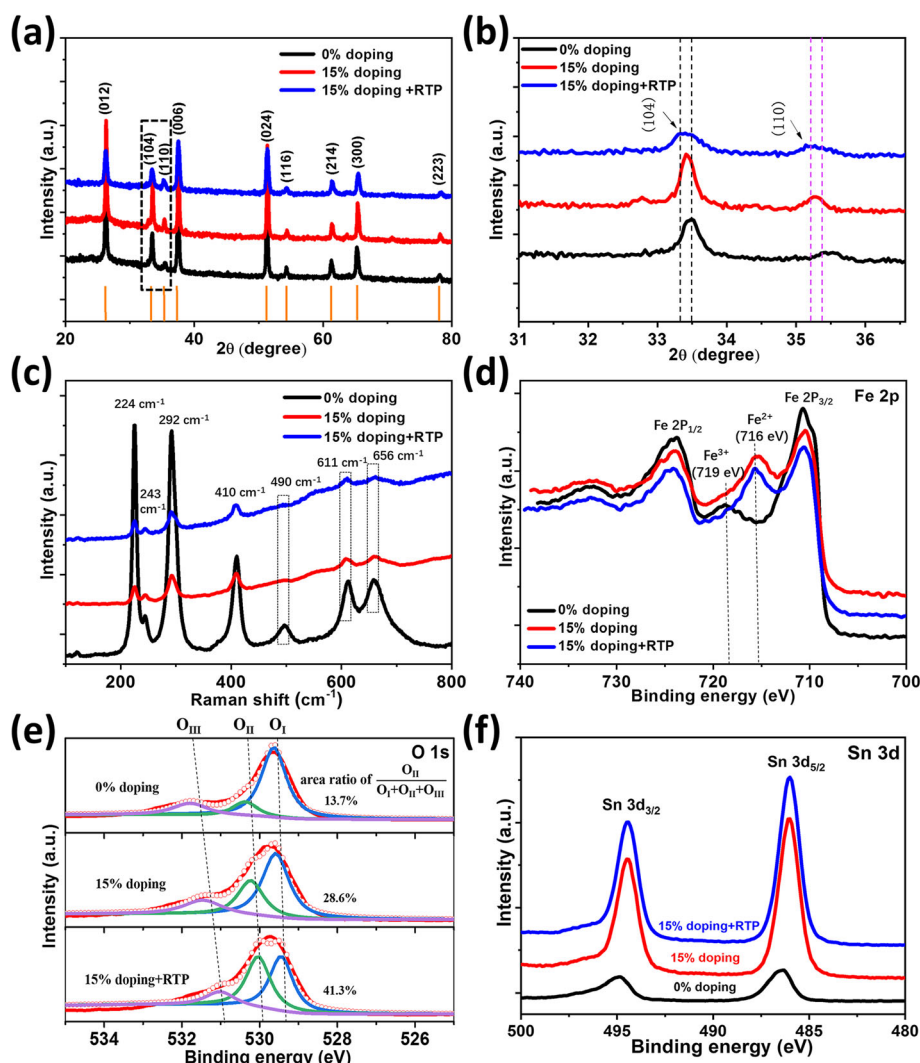 (a)
0% doping
15% doping
15% doping +RTP
(012)
(104)
(110)
(006)
(024)
(116)
(214)
(300)
(223)
Intensity (a.u.)
20
40
60
80
2θ (degree)
(b)
0% doping
15% doping
15% doping+RTP
(104)
(110)
Intensity (a.u.)
31
32
33
34
35
36
2θ (degree)
(c)
0% doping
15% doping
15% doping+RTP
224 cm-1
292 cm-1
243
cm-1
410 cm-1
490 cm-1
611 cm-1
656 cm-1
Intensity (a.u.)
200
400
600
800
Raman shift (cm-1)
(d)
Fe 2p
Fe 2P3/2
Fe 2P1/2
Fe2+
(716 eV)
Fe3+
(719 eV)
0% doping
15% doping
15% doping+RTP
Intensity (a.u.)
740
730
720
710
700
Binding energy (eV)
(e)
OIII
OII
OI
O 1s
0% doping
area ratio of OII
OI+OII+OIII
13.7%
15% doping
28.6%
15% doping+RTP
41.3%
Intensity (a.u.)
534
532
530
528
526
Binding energy (eV)
(f)
Sn 3d
Sn 3d5/2
Sn 3d3/2
15% doping+RTP
15% doping
0% doping
Intensity (a.u.)
500
495
490
485
480
Binding energy (eV)